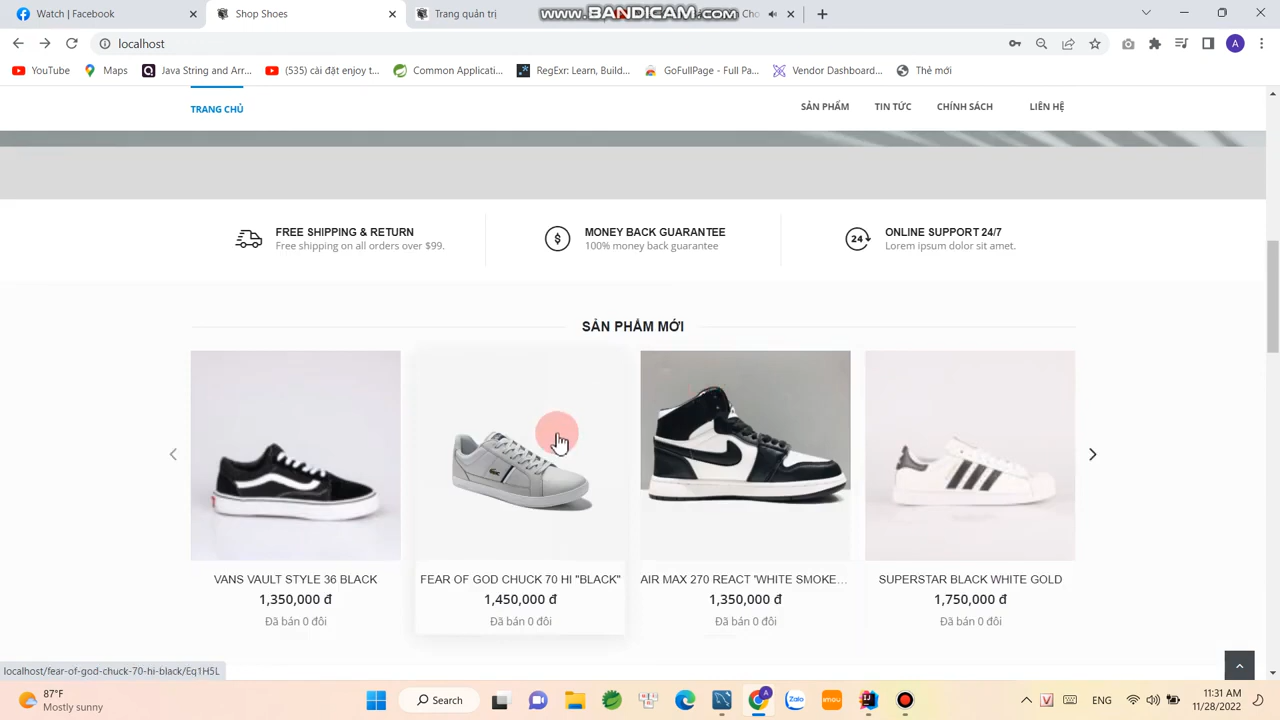 Watch | Facebook
Shop Shoes
Trang quản trị
www.BANDICAM.com
Cho
localhost
A
YouTube
Maps
Java String and Arr...
(535) cài đặt enjoy t...
Common Applicati...
RegExr: Learn, Build...
GoFullPage - Full Pa...
Vendor Dashboard...
Thẻ mới
TRANG CHỦ
SẢN PHẨM
TIN TỨC
CHÍNH SÁCH
LIÊN HỆ
FREE SHIPPING & RETURN
Free shipping on all orders over $99.
MONEY BACK GUARANTEE
100% money back guarantee
24
ONLINE SUPPORT 24/7
Lorem ipsum dolor sit amet.
SẢN PHẨM MỚI
VANS VAULT STYLE 36 BLACK
1,350,000 đ
Đã bán 0 đôi
FEAR OF GOD CHUCK 70 HI "BLACK"
1,450,000 đ
Đã bán 0 đôi
AIR MAX 270 REACT 'WHITE SMOKE...
1,350,000 đ
Đã bán 0 đôi
SUPERSTAR BLACK WHITE GOLD
1,750,000 đ
Đã bán 0 đôi
localhost/fear-of-god-chuck-70-hi-black/Eq1H5L
87°F
Mostly sunny
Search
A
Zalo
imou
ENG
11:31 AM
11/28/2022